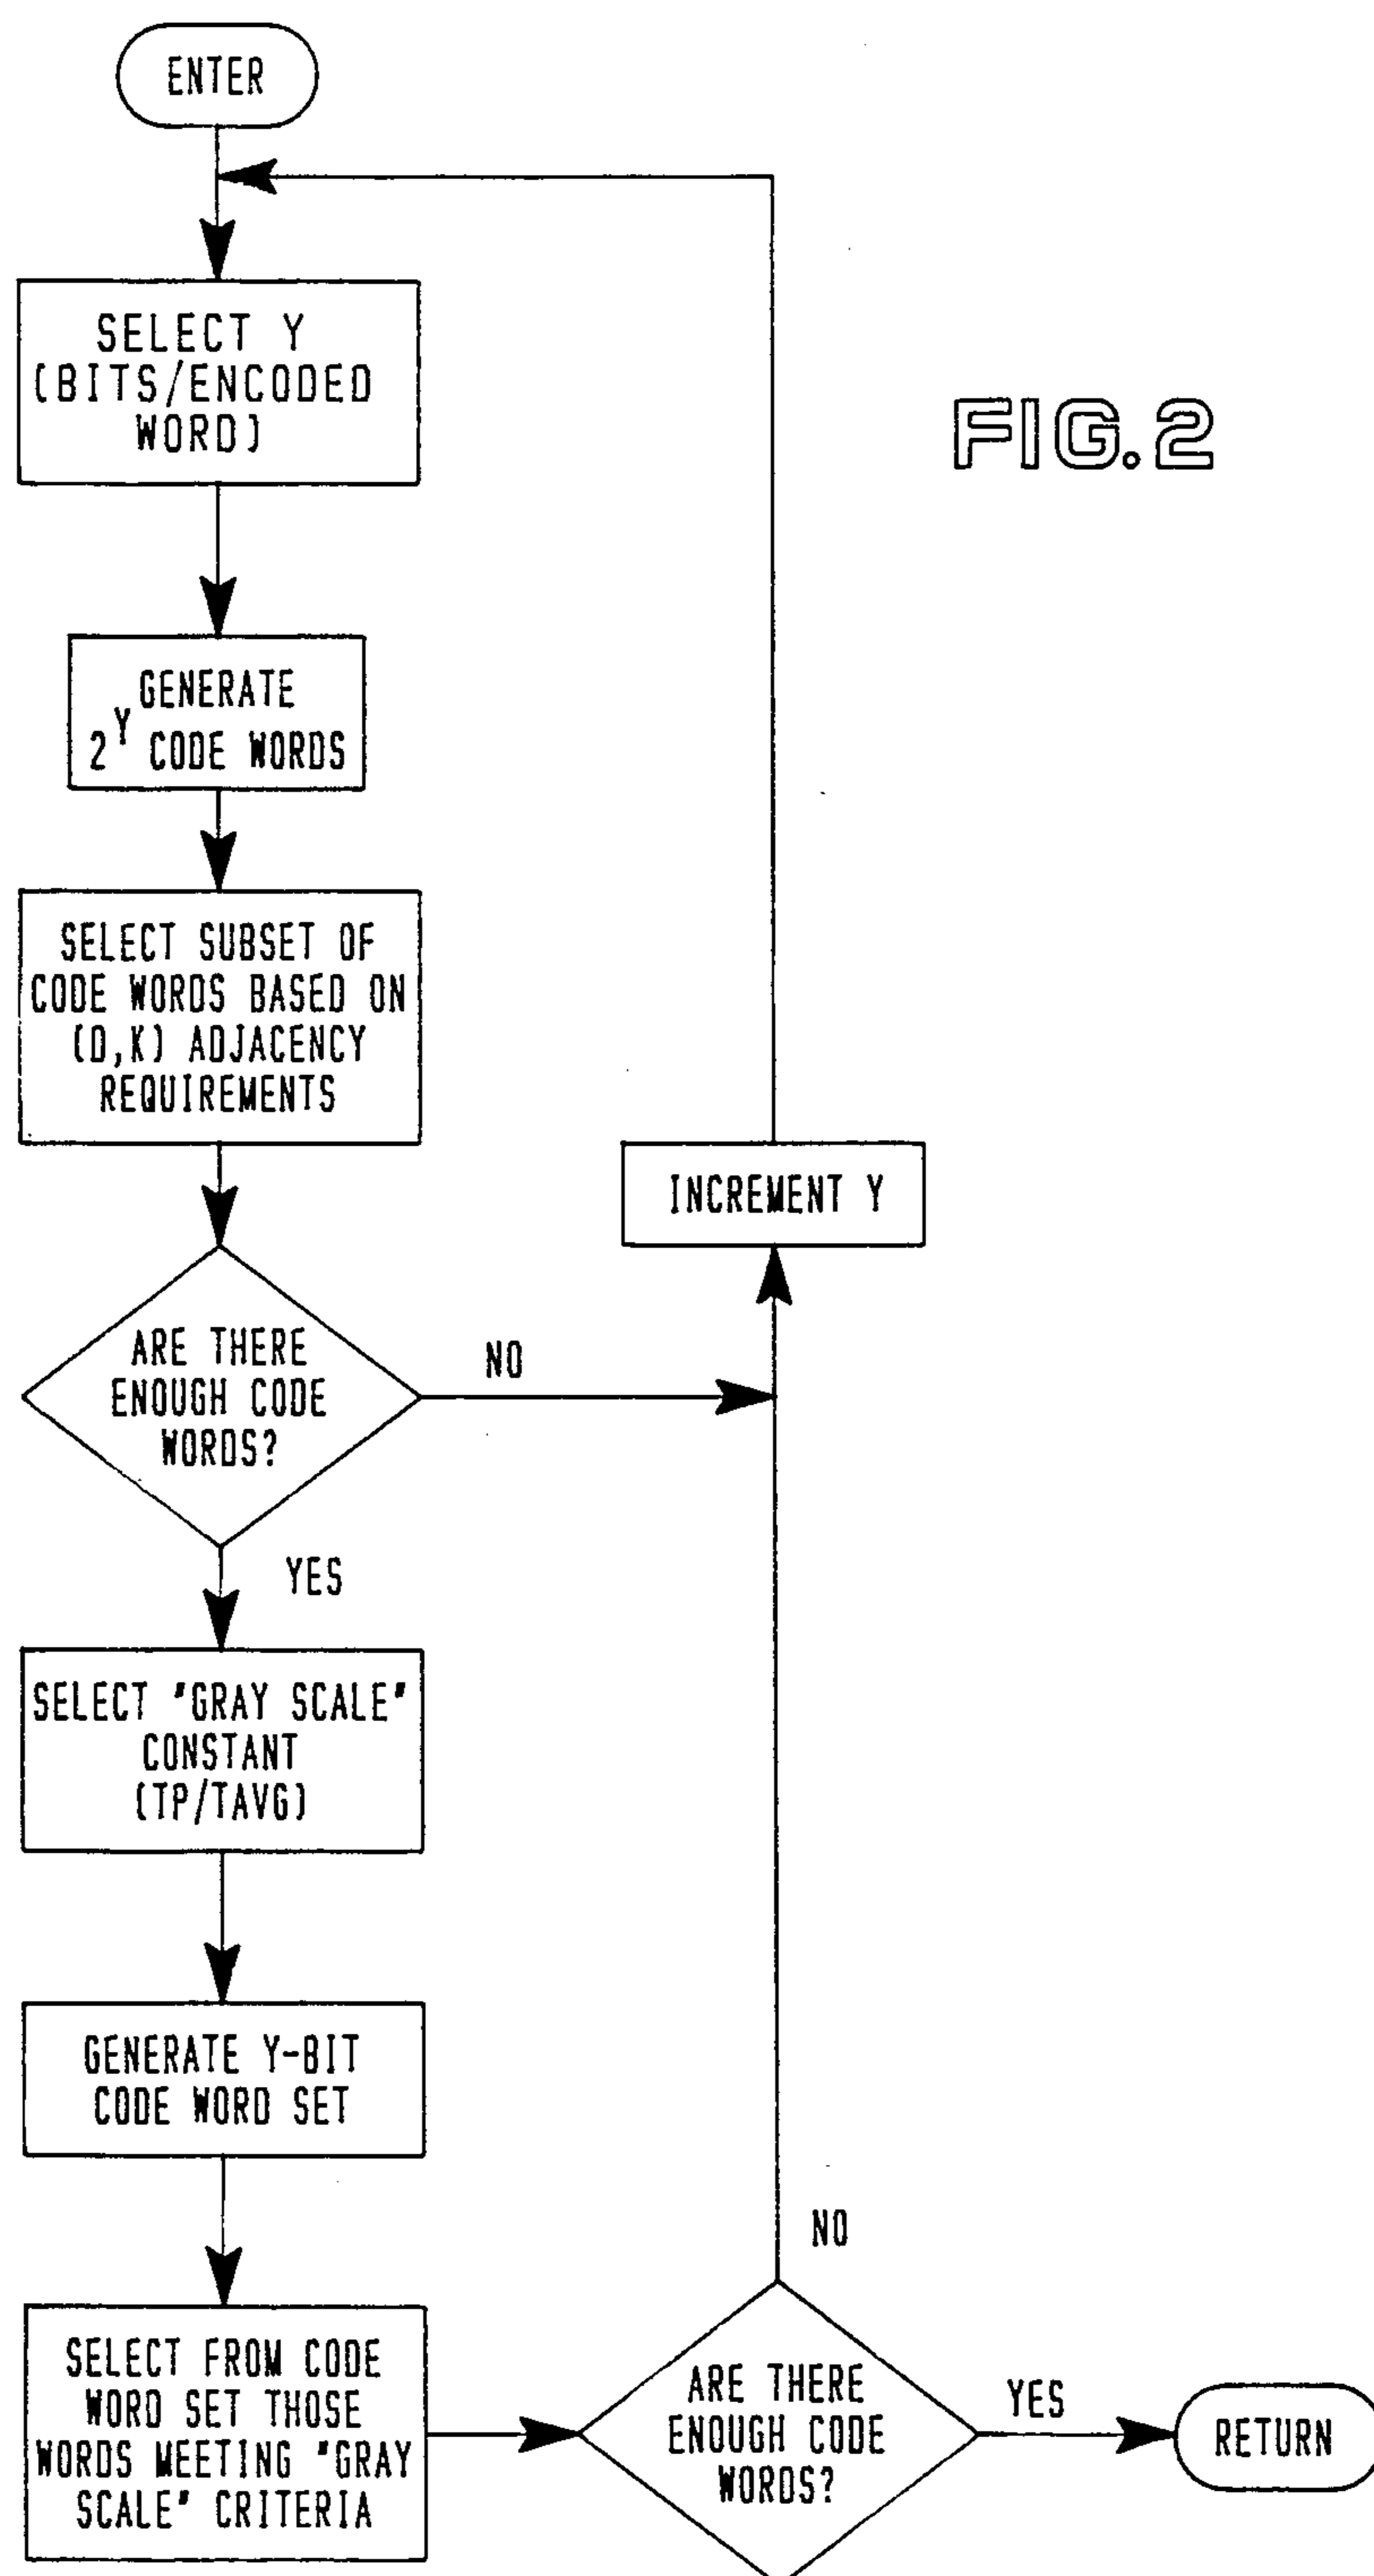 ENTER
SELECT Y
(BITS/ENCODED
WORD)
FIG. 2
GENERATE
2^Y CODE WORDS
SELECT SUBSET OF
CODE WORDS BASED ON
(D,K) ADJACENCY
REQUIREMENTS
INCREMENT Y
ARE THERE
ENOUGH CODE
WORDS?
NO
YES
SELECT "GRAY SCALE"
CONSTANT
(TP/TAVG)
GENERATE Y-BIT
CODE WORD SET
SELECT FROM CODE
WORD SET THOSE
WORDS MEETING "GRAY
SCALE" CRITERIA
NO
ARE THERE
ENOUGH CODE
WORDS?
YES
RETURN